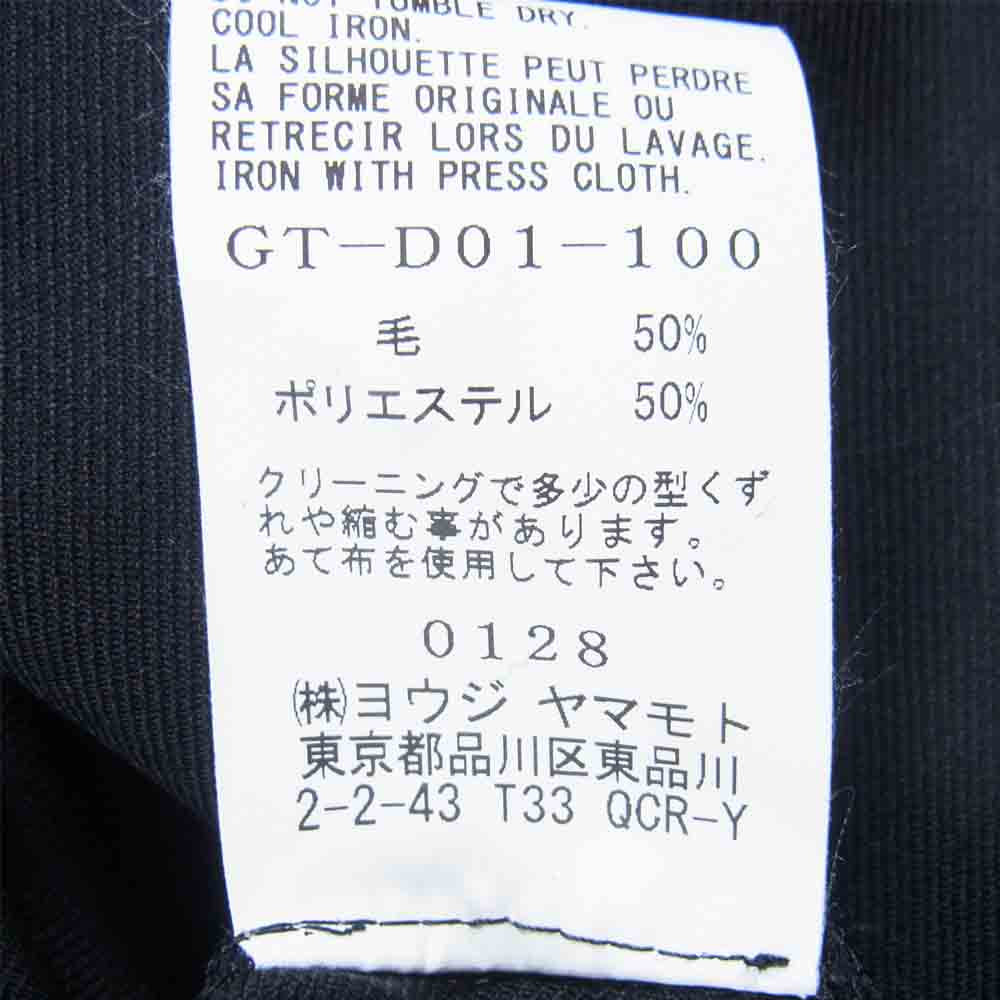 DO NOT TUMBLE DRY.
COOL IRON.
LA SILHOUETTE PEUT PERDRE
SA FORME ORIGINALE OU
RETRECIR LORS DU LAVAGE.
IRON WITH PRESS CLOTH.
GT-D01-100
毛 50%
ポリエステル 50%
クリーニングで多少の型くず
れや縮む事があります。
あて布を使用して下さい。
0128
㈱ヨウジ ヤマモト
東京都品川区東品川
2-2-43 T33 QCR-Y